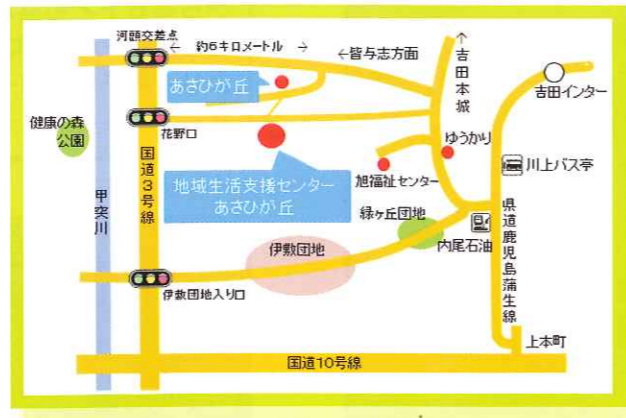 河頭交差点
← 約5キロメートル →
←皆与志方面
↑吉田本城
吉田インター
あさひが丘
健康の森
公園
花野口
ゆうかり
川上バス亭
国道3号線
地域生活支援センター
あさひが丘
旭福祉センター
甲突川
緑ヶ丘団地
内尾石油
県道鹿児島蒲生線
伊敷団地
伊敷団地入り口
上本町
国道10号線